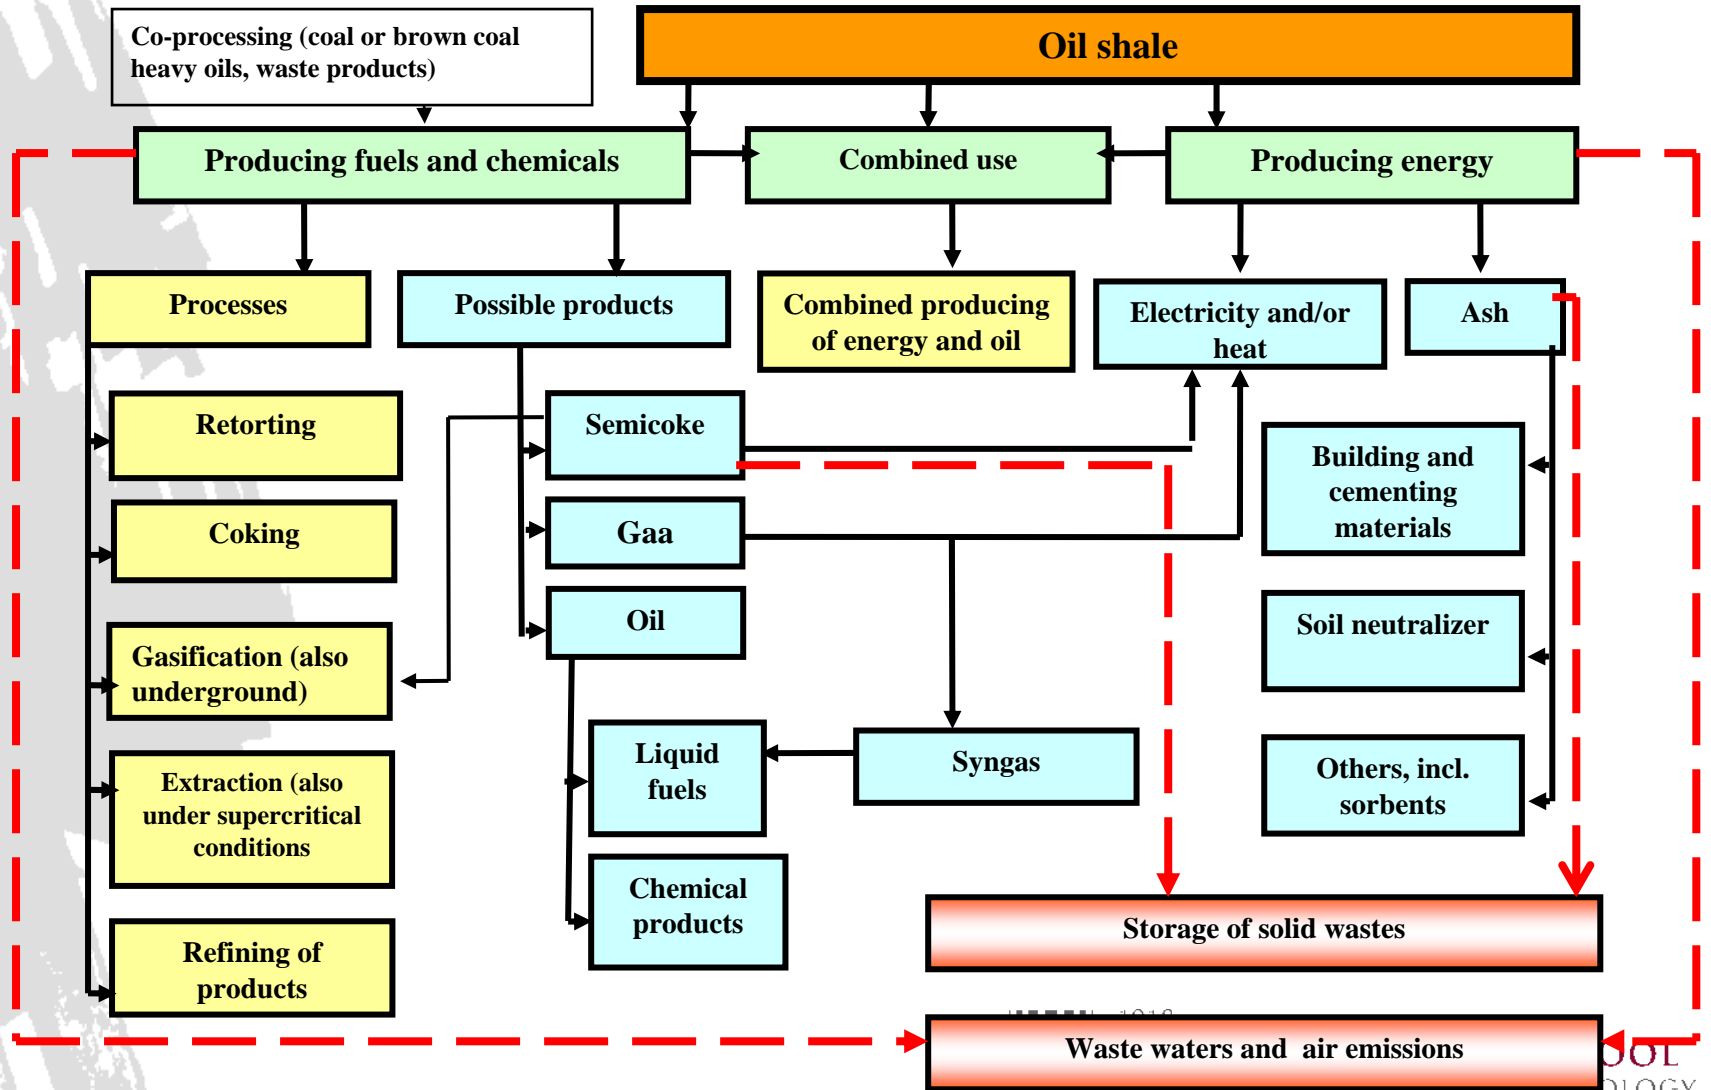 Co-processing (coal or brown coal
heavy oils, waste products)
Oil shale
Producing fuels and chemicals
Combined use
Producing energy
Processes
Possible products
Combined producing
of energy and oil
Electricity and/or
heat
Ash
Retorting
Semicoke
Building and
cementing
materials
Coking
Gaa
Oil
Soil neutralizer
Gasification (also
underground)
Liquid
fuels
Syngas
Others, incl.
sorbents
Extraction (also
under supercritical
conditions
Chemical
products
Storage of solid wastes
Refining of
products
Waste waters and  air emissions